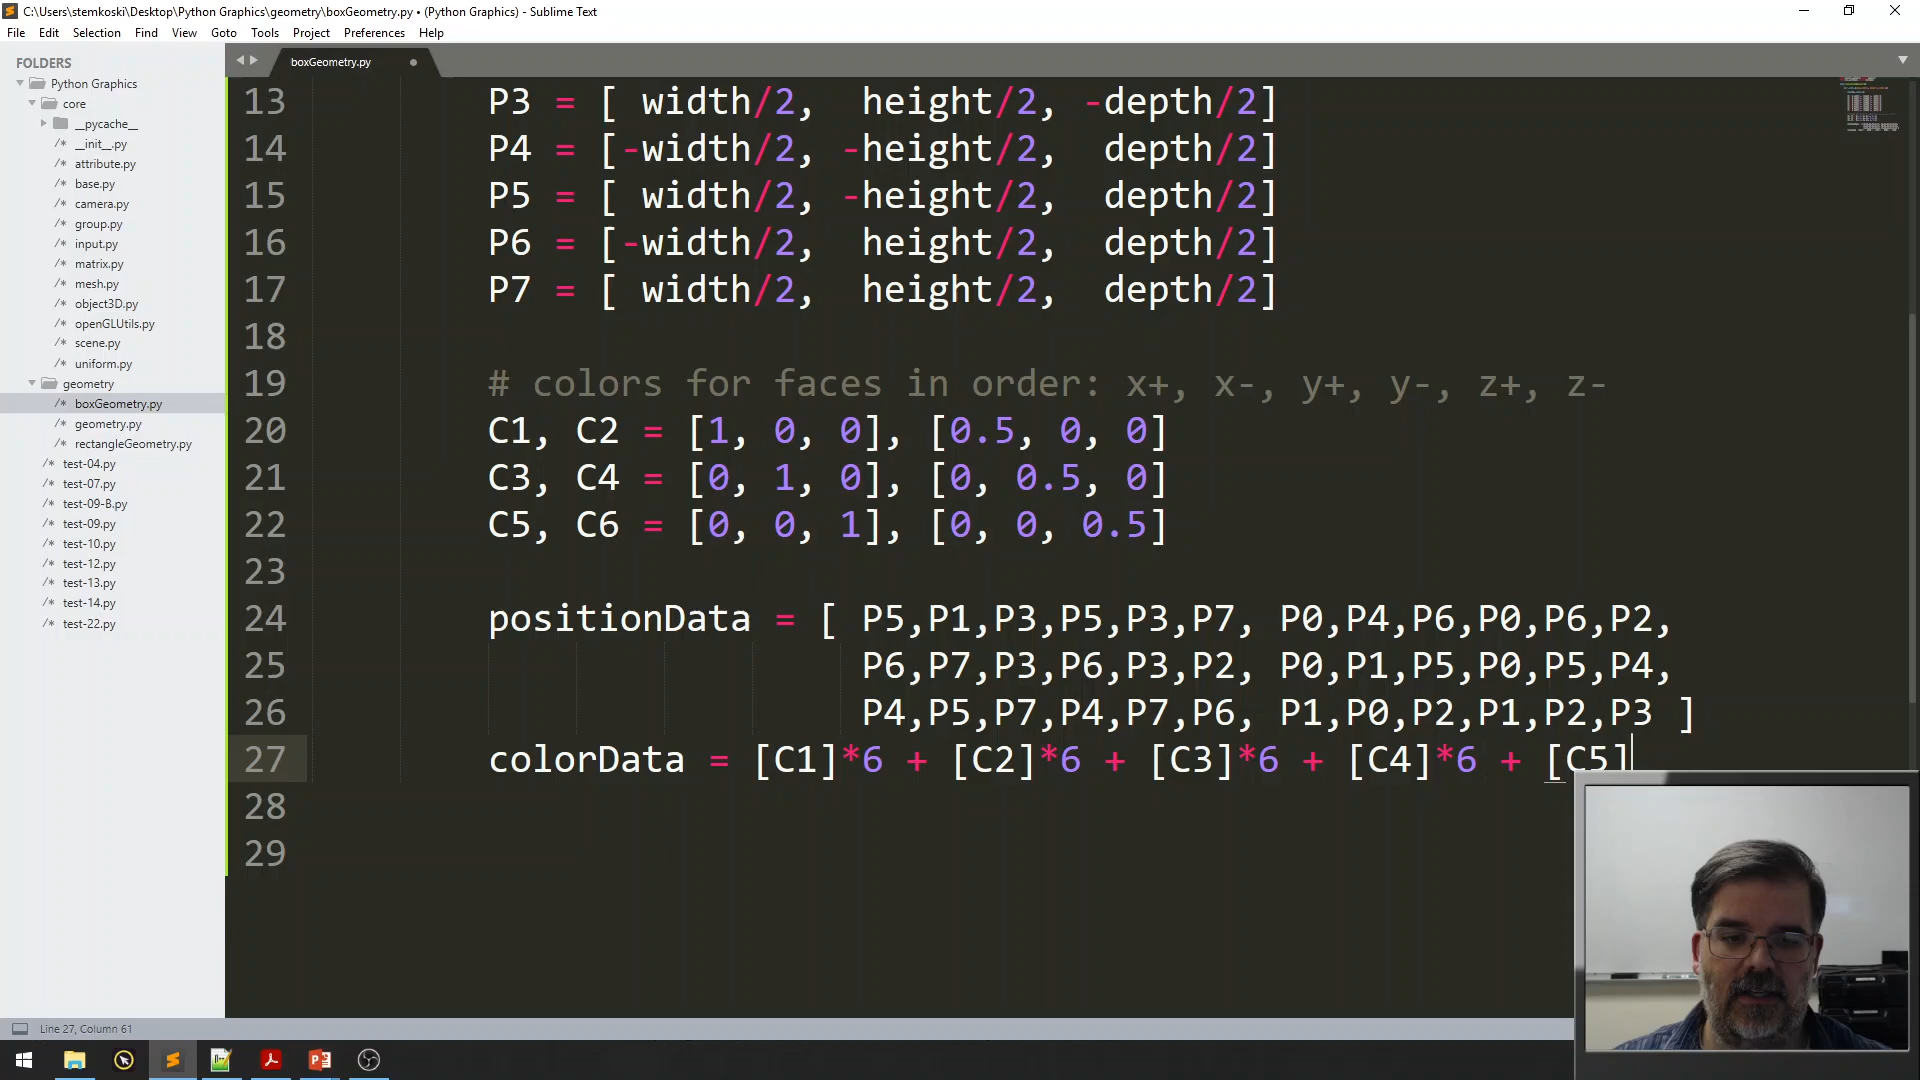 C:\Users\stemkoski\Desktop\Python Graphics\geometry\boxGeometry.py • (Python Graphics) - Sublime Text
File Edit Selection Find View Goto Tools Project Preferences Help
FOLDERS
Python Graphics
core
__pycache__
__init__.py
attribute.py
base.py
camera.py
group.py
input.py
matrix.py
mesh.py
object3D.py
openGLUtils.py
scene.py
uniform.py
geometry
boxGeometry.py
geometry.py
rectangleGeometry.py
test-04.py
test-07.py
test-09-B.py
test-09.py
test-10.py
test-12.py
test-13.py
test-14.py
test-22.py
boxGeometry.py
13 P3 = [ width/2,  height/2, -depth/2]
14 P4 = [-width/2, -height/2,  depth/2]
15 P5 = [ width/2, -height/2,  depth/2]
16 P6 = [-width/2,  height/2,  depth/2]
17 P7 = [ width/2,  height/2,  depth/2]
18
19 # colors for faces in order: x+, x-, y+, y-, z+, z-
20 C1, C2 = [1, 0, 0], [0.5, 0, 0]
21 C3, C4 = [0, 1, 0], [0, 0.5, 0]
22 C5, C6 = [0, 0, 1], [0, 0, 0.5]
23
24 positionData = [ P5,P1,P3,P5,P3,P7, P0,P4,P6,P0,P6,P2,
25 P6,P7,P3,P6,P3,P2, P0,P1,P5,P0,P5,P4,
26 P4,P5,P7,P4,P7,P6, P1,P0,P2,P1,P2,P3 ]
27 colorData = [C1]*6 + [C2]*6 + [C3]*6 + [C4]*6 + [C5]
28
29
Line 27, Column 61